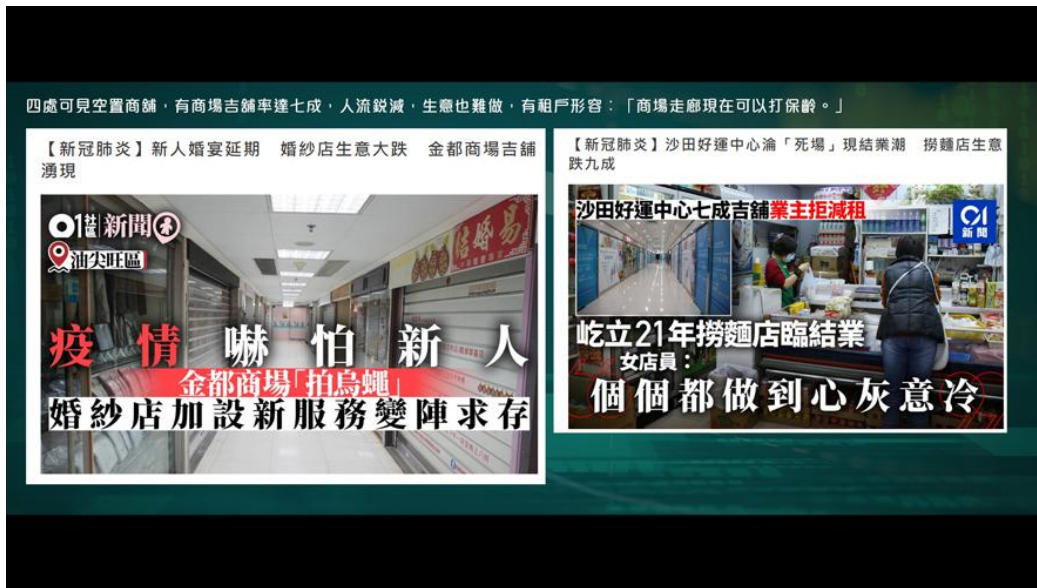 四處可見空置商舖，有商場吉舖率達七成，人流銳減，生意也難做，有租戶形容：「商場走廊現在可以打保齡。」
【新冠肺炎】新人婚宴延期　婚紗店生意大跌　金都商場吉舖
湧現
01社區新聞
油尖旺區
結婚易
疫情嚇怕新人
金都商場「拍烏蠅」
婚紗店加設新服務變陣求存
【新冠肺炎】沙田好運中心淪「死場」現結業潮　撈麵店生意
跌九成
沙田好運中心七成吉舖業主拒減租
01
新聞
屹立21年撈麵店臨結業
女店員：
個個都做到心灰意冷